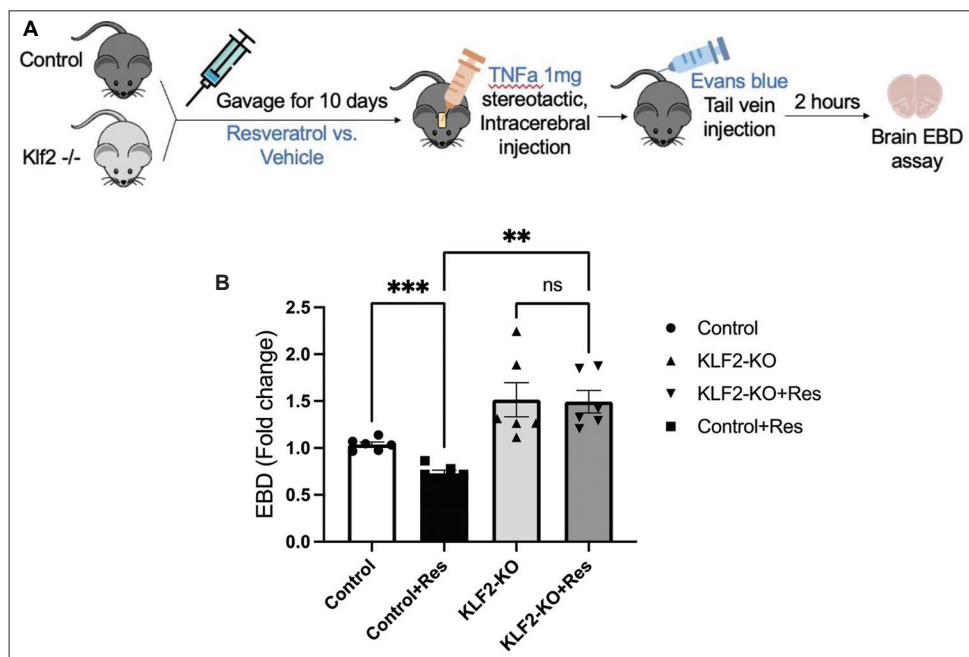 A
Control
Klf2 -/-
Gavage for 10 days
Resveratrol vs.
Vehicle
TNFa 1mg
stereotactic,
Intracerebral
injection
Evans blue
Tail vein
injection
2 hours
Brain EBD
assay
B
**
***
ns
EBD (Fold change)
2.5
2.0
1.5
1.0
0.5
0.0
Control
Control+Res
KLF2-KO
KLF2-KO+Res
Control
KLF2-KO
KLF2-KO+Res
Control+Res